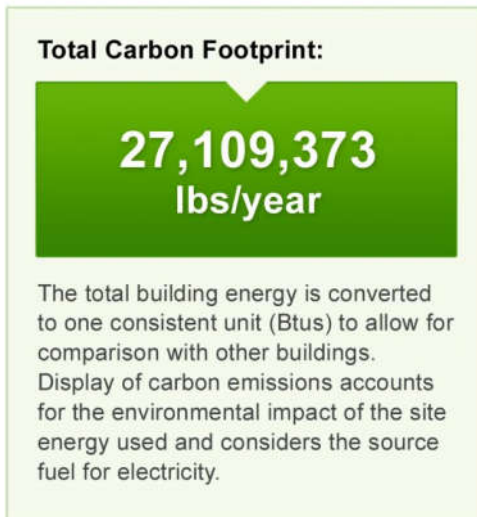 Total Carbon Footprint:
27,109,373
lbs/year
The total building energy is converted
to one consistent unit (Btus) to allow for
comparison with other buildings.
Display of carbon emissions accounts
for the environmental impact of the site
energy used and considers the source
fuel for electricity.